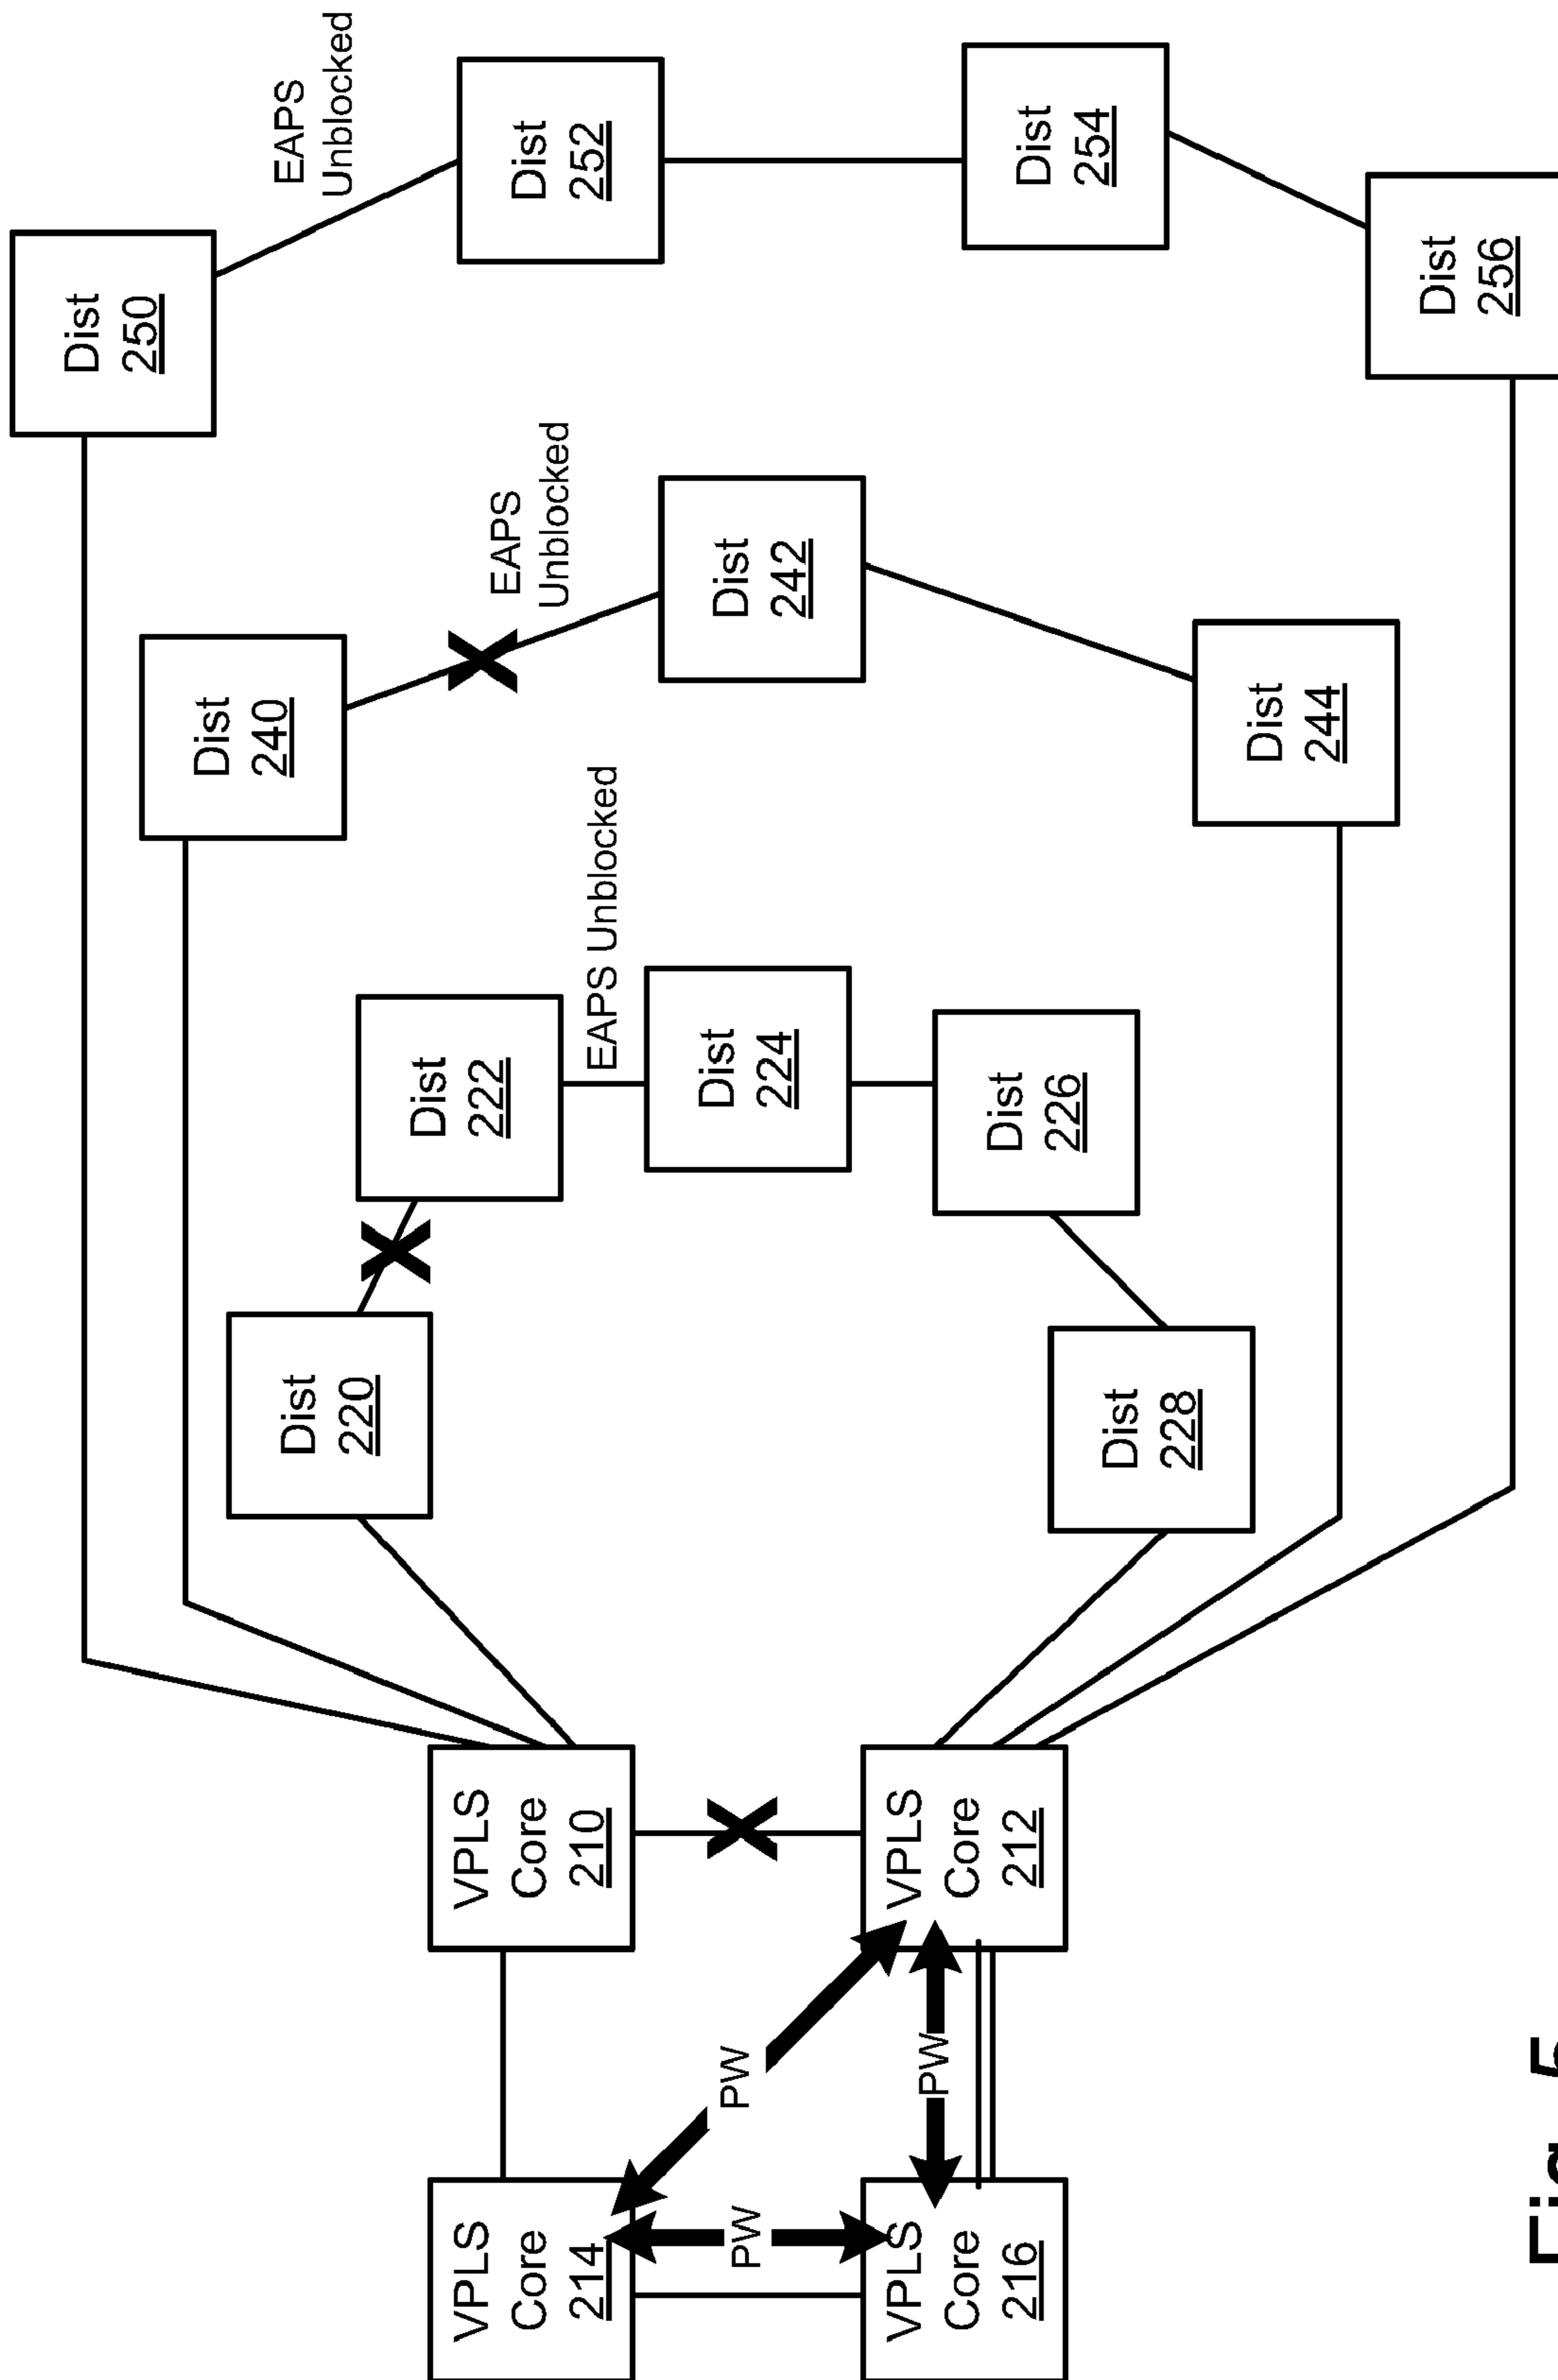 Dist
250
EAPS
Unblocked
Dist
240
Dist
220
Dist
222
VPLS
Core
214
VPLS
Core
210
EAPS
Unblocked
Dist
252
EAPS Unblocked
Dist
224
Dist
242
PW
PW
PW
VPLS
Core
216
VPLS
Core
212
Dist
226
Dist
254
Dist
228
Dist
244
Dist
256
Fig. 5